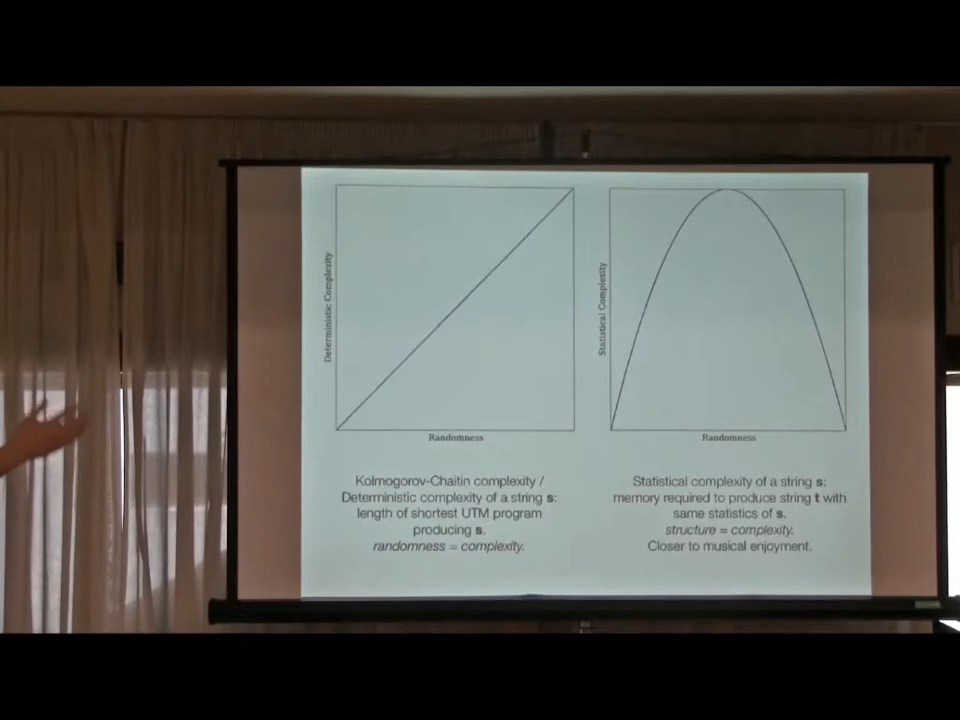 Deterministic Complexity
Randomness
Kolmogorov-Chaitin complexity /
Deterministic complexity of a string s:
length of shortest UTM program
producing s.
randomness = complexity.
Statistical Complexity
Randomness
Statistical complexity of a string s:
memory required to produce string t with
same statistics of s.
structure = complexity.
Closer to musical enjoyment.